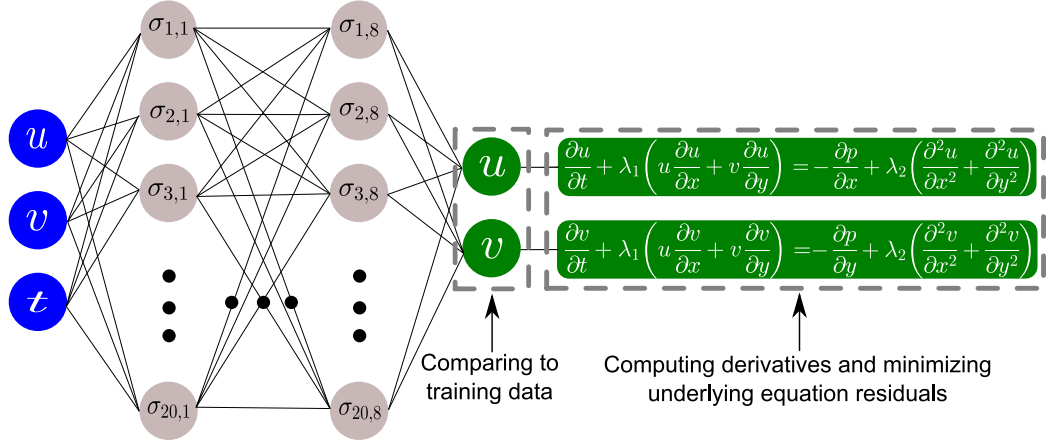 u
v
t
σ1,1
σ2,1
σ3,1
σ20,1
σ1,8
σ2,8
σ3,8
σ20,8
u
v
∂u/∂t + λ₁(u ∂u/∂x + v ∂u/∂y) = -∂p/∂x + λ₂(∂²u/∂x² + ∂²u/∂y²)
∂v/∂t + λ₁(u ∂v/∂x + v ∂v/∂y) = -∂p/∂y + λ₂(∂²v/∂x² + ∂²v/∂y²)
Comparing to
training data
Computing derivatives and minimizing
underlying equation residuals